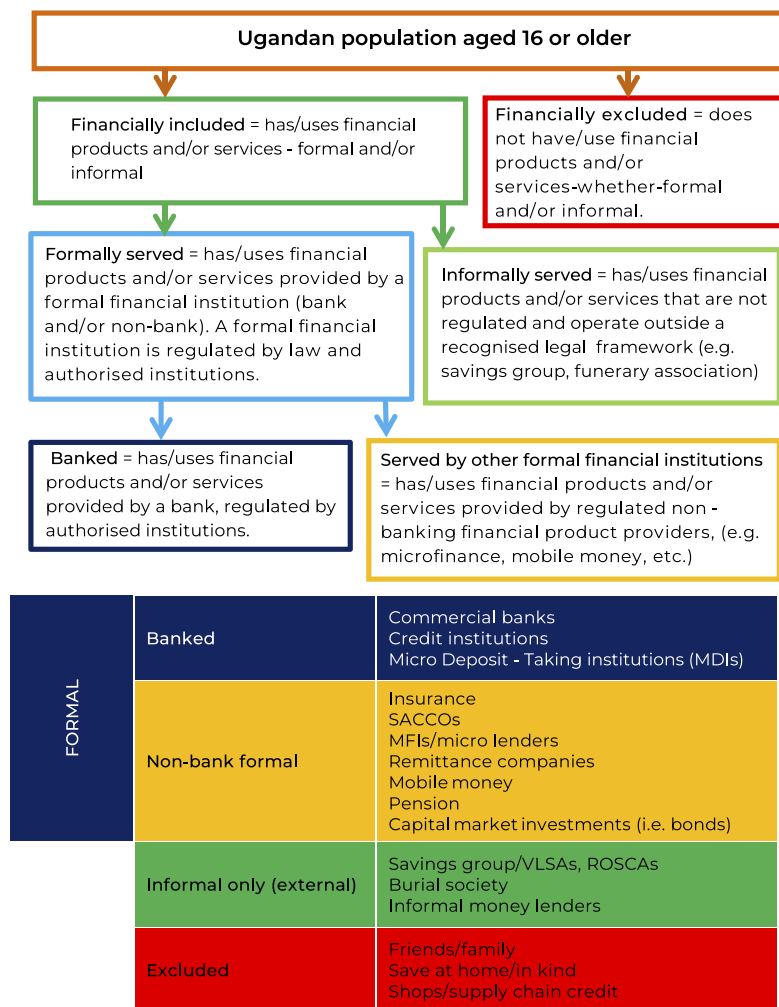 Ugandan population aged 16 or older
Financially included = has/uses financial
products and/or services - formal and/or
informal
Financially excluded = does
not have/use financial
products and/or
services-whether-formal
and/or informal.
Formally served = has/uses financial
products and/or services provided by a
formal financial institution (bank
and/or non-bank). A formal financial
institution is regulated by law and
authorised institutions.
Informally served = has/uses financial
products and/or services that are not
regulated and operate outside a
recognised legal framework (e.g.
savings group, funerary association)
Banked = has/uses financial
products and/or services
provided by a bank, regulated by
authorised institutions.
Served by other formal financial institutions
= has/uses financial products and/or
services provided by regulated non -
banking financial product providers, (e.g.
microfinance, mobile money, etc.)
FORMAL
Banked
Commercial banks
Credit institutions
Micro Deposit - Taking institutions (MDIs)
Non-bank formal
Insurance
SACCOs
MFIs/micro lenders
Remittance companies
Mobile money
Pension
Capital market investments (i.e. bonds)
Informal only (external)
Savings group/VLSAs, ROSCAs
Burial society
Informal money lenders
Excluded
Friends/family
Save at home/in kind
Shops/supply chain credit